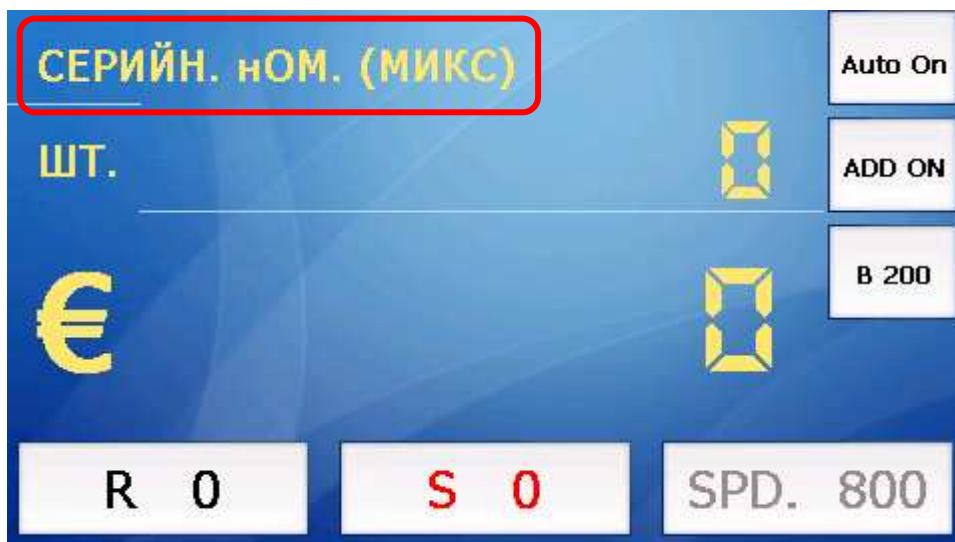 СЕРИЙН. нОМ. (МИКС)
Auto On
ШТ. 0
ADD ON
B 200
€ 0
R 0
S 0
SPD. 800